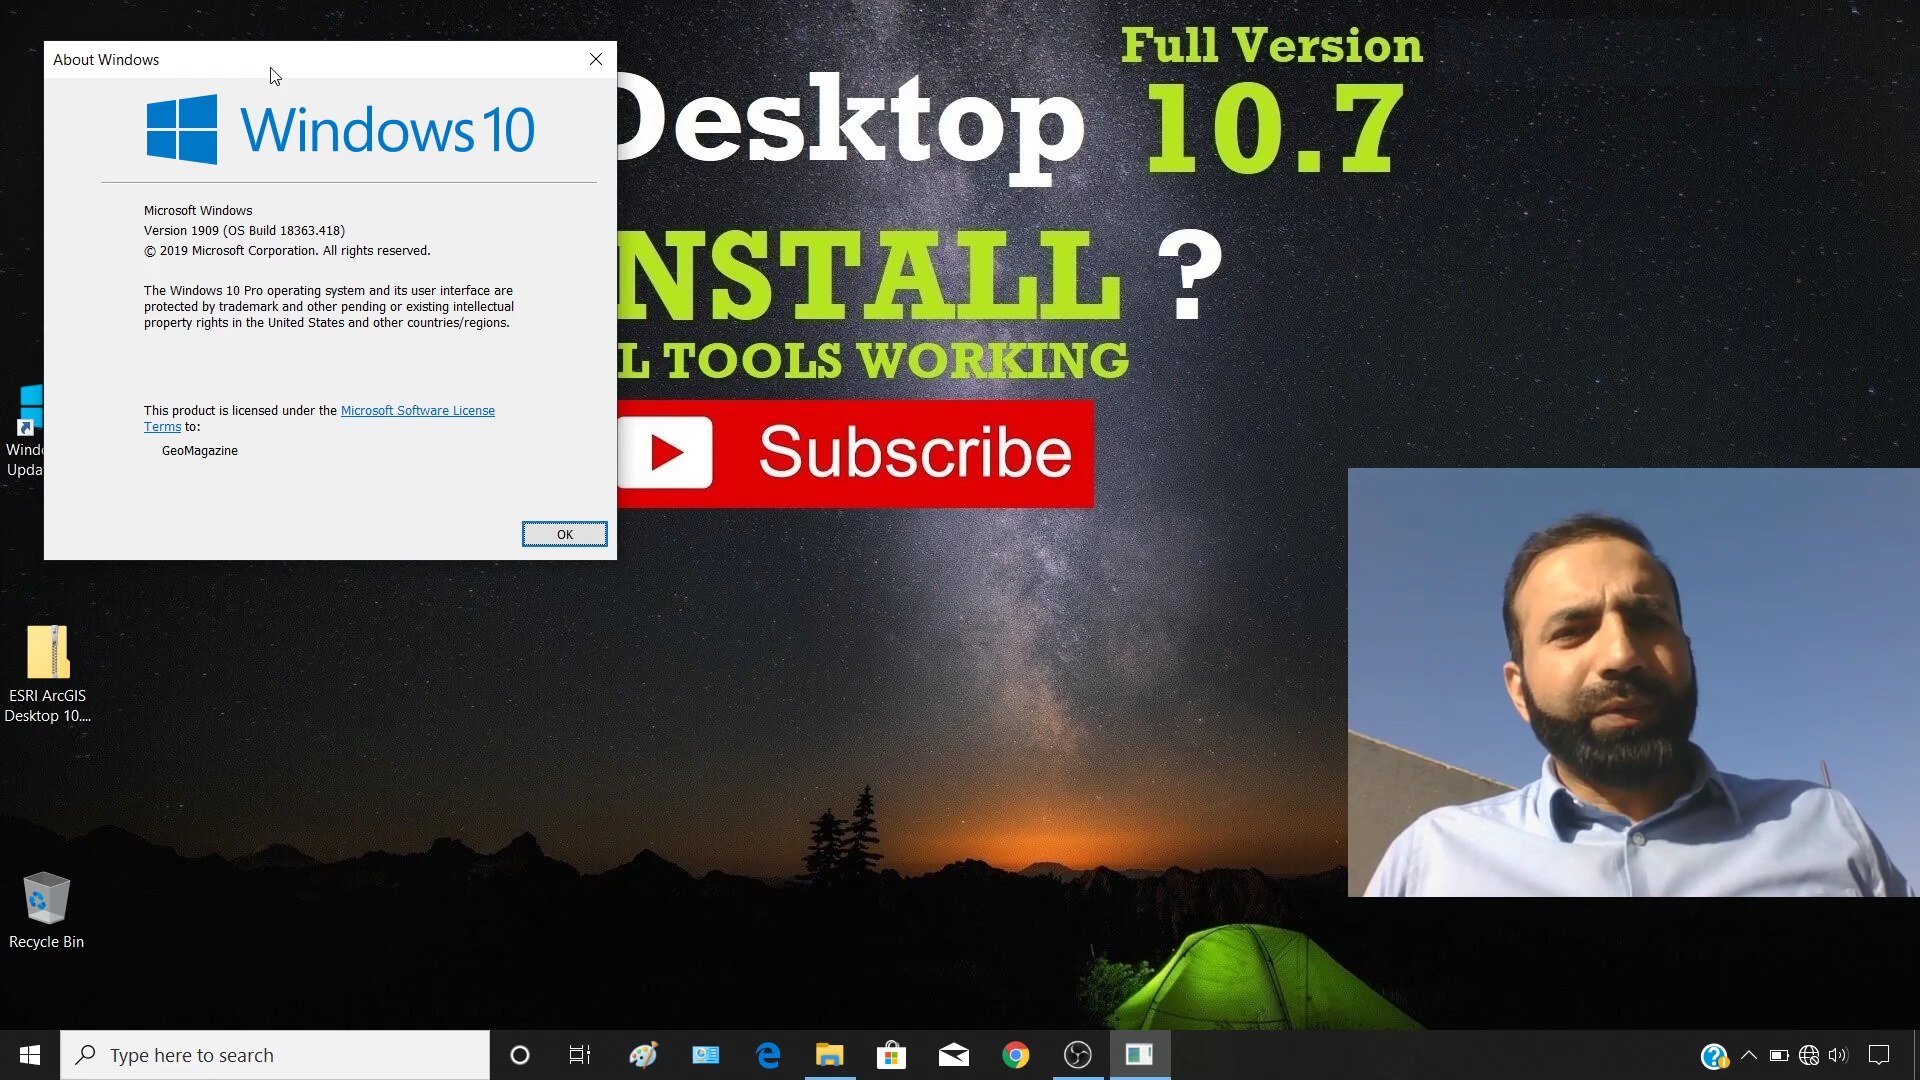 About Windows
Windows 10
Microsoft Windows
Version 1909 (OS Build 18363.418)
© 2019 Microsoft Corporation. All rights reserved.
The Windows 10 Pro operating system and its user interface are
protected by trademark and other pending or existing intellectual
property rights in the United States and other countries/regions.
This product is licensed under the Microsoft Software License
Terms to:
GeoMagazine
OK
Full Version
Desktop 10.7
NSTALL ?
L TOOLS WORKING
Subscribe
Windo
Upda
ESRI ArcGIS
Desktop 10....
Recycle Bin
Type here to search